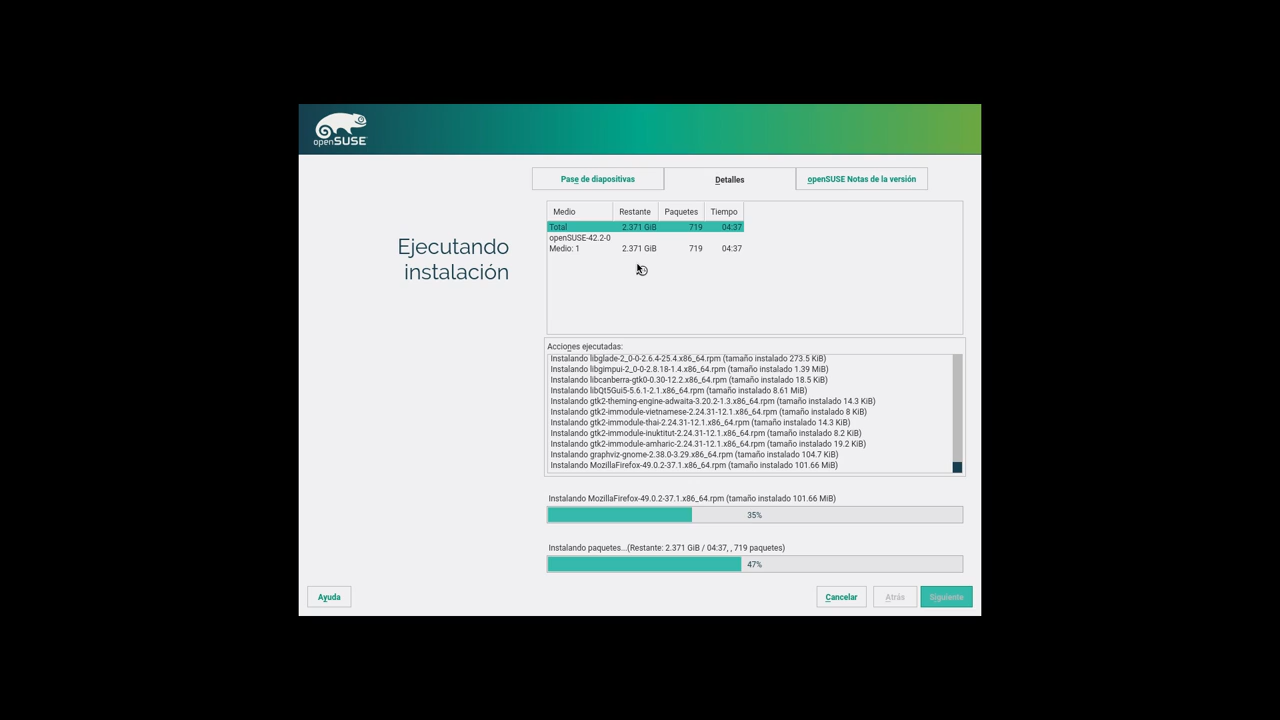 openSUSE
Pase de diapositivas
Detalles
openSUSE Notas de la versión
Ejecutando
instalación
Medio Restante Paquetes Tiempo
Total 2.371 GiB 719 04:37
openSUSE-42.2-0
Medio: 1 2.371 GiB 719 04:37
Acciones ejecutadas:
Instalando libglade-2_0-0-2.6.4-25.4.x86_64.rpm (tamaño instalado 273.5 KiB)
Instalando libgimpui-2_0-0-2.8.18-1.4.x86_64.rpm (tamaño instalado 1.39 MiB)
Instalando libcanberra-gtk0-0.30-12.2.x86_64.rpm (tamaño instalado 18.5 KiB)
Instalando libQt5Gui5-5.6.1-2.1.x86_64.rpm (tamaño instalado 8.61 MiB)
Instalando gtk2-theming-engine-adwaita-3.20.2-1.3.x86_64.rpm (tamaño instalado 14.3 KiB)
Instalando gtk2-immodule-vietnamese-2.24.31-12.1.x86_64.rpm (tamaño instalado 8 KiB)
Instalando gtk2-immodule-thai-2.24.31-12.1.x86_64.rpm (tamaño instalado 14.3 KiB)
Instalando gtk2-immodule-inuktitut-2.24.31-12.1.x86_64.rpm (tamaño instalado 8.2 KiB)
Instalando gtk2-immodule-amharic-2.24.31-12.1.x86_64.rpm (tamaño instalado 19.2 KiB)
Instalando graphviz-gnome-2.38.0-3.29.x86_64.rpm (tamaño instalado 104.7 KiB)
Instalando MozillaFirefox-49.0.2-37.1.x86_64.rpm (tamaño instalado 101.66 MiB)
Instalando MozillaFirefox-49.0.2-37.1.x86_64.rpm (tamaño instalado 101.66 MiB)
35%
Instalando paquetes...(Restante: 2.371 GiB / 04:37, , 719 paquetes)
47%
Ayuda
Cancelar
Atrás
Siguiente